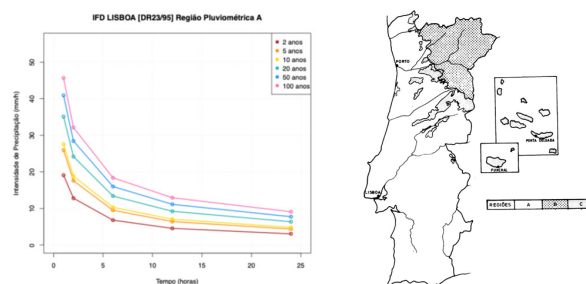 IFD LISBOA [DR23/95] Região Pluviométrica A
Intensidade de Precipitação (mm/h)
0
10
20
30
40
50
2 anos
5 anos
10 anos
20 anos
50 anos
100 anos
0
5
10
15
20
25
Tempo (horas)
PORTO
LISBOA
PONTA DELGADA
FUNCHAL
REGIÕES A B C